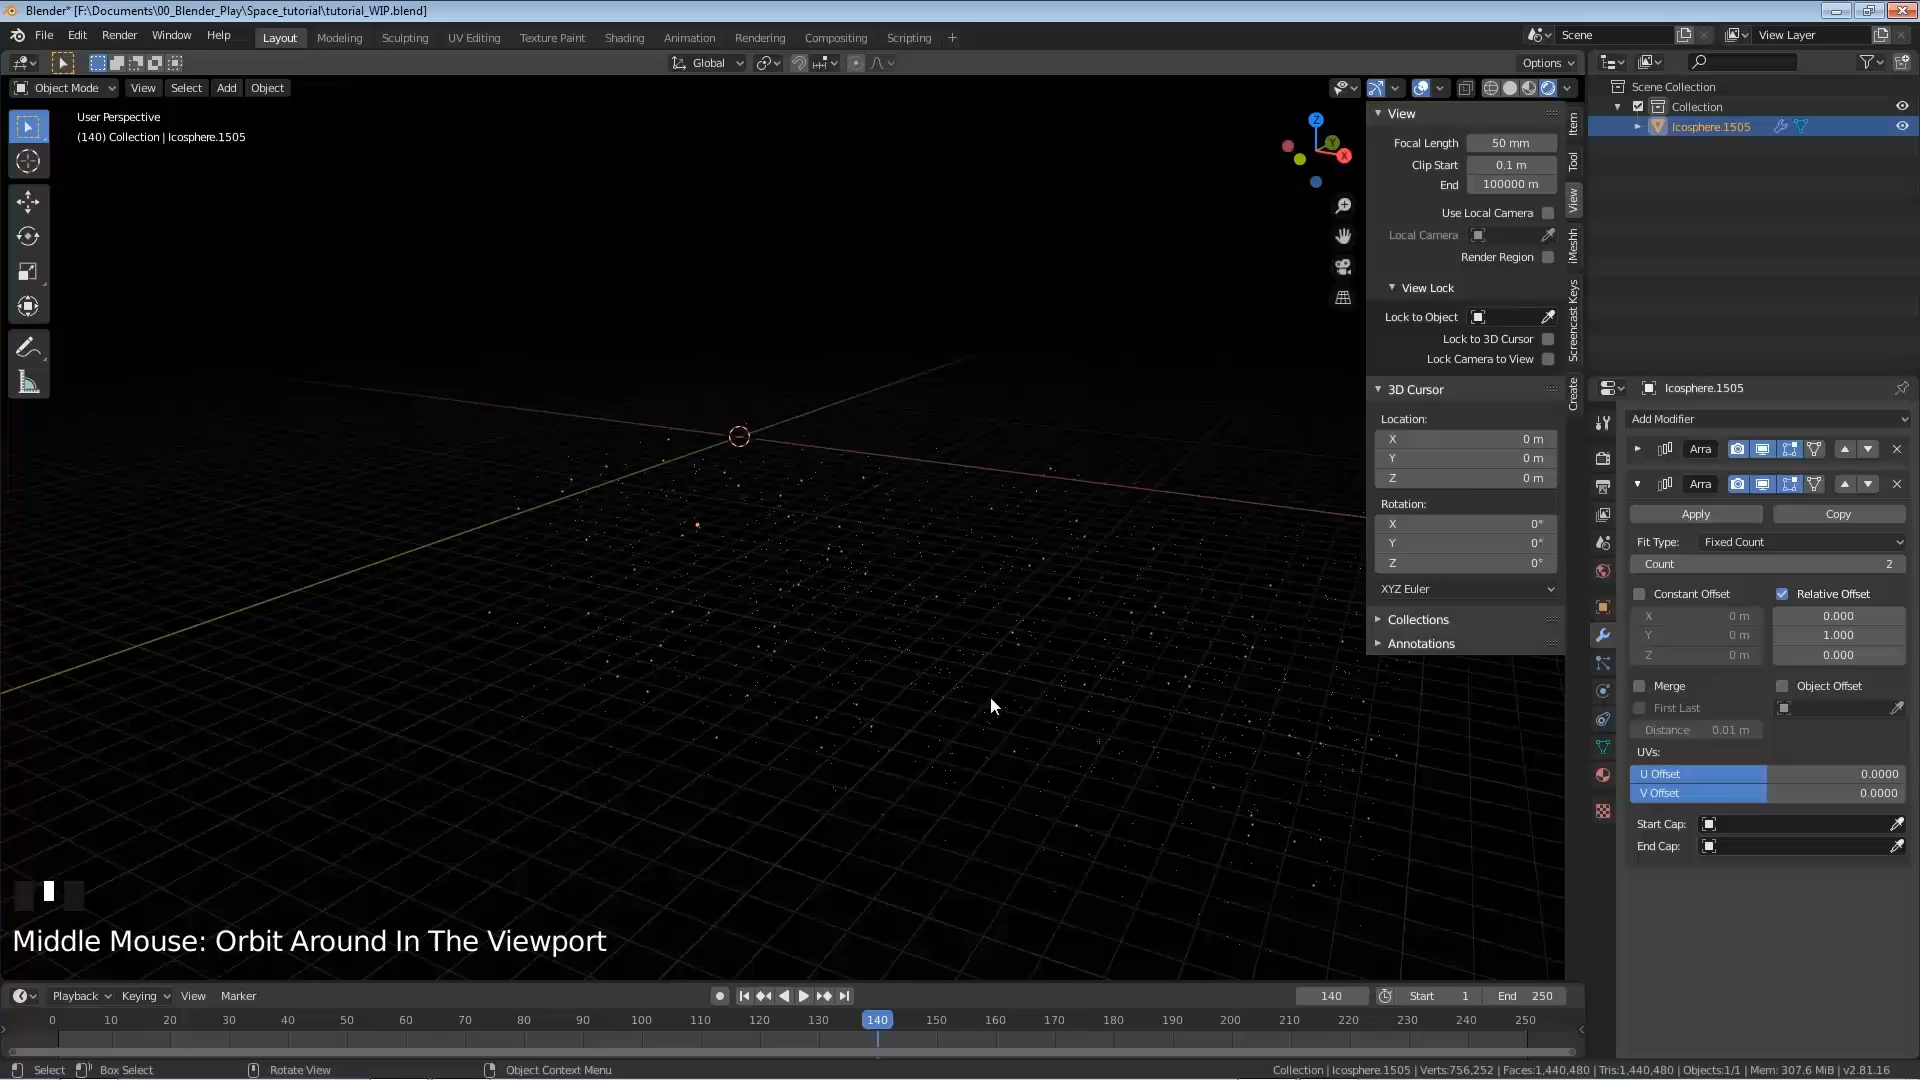 Blender* [F:\Documents\00_Blender_Play\Space_tutorial\tutorial_WIP.blend]
File Edit Render Window Help Layout Modeling Sculpting UV Editing Texture Paint Shading Animation Rendering Compositing Scripting + Scene View Layer
Global Options
Object Mode View Select Add Object
User Perspective
(140) Collection | Icosphere.1505
Z
Y
X
View
Focal Length 50 mm
Clip Start 0.1 m
End 100000 m
Use Local Camera
Local Camera
Render Region
View Lock
Lock to Object
Lock to 3D Cursor
Lock Camera to View
3D Cursor
Location:
X 0 m
Y 0 m
Z 0 m
Rotation:
X 0°
Y 0°
Z 0°
XYZ Euler
Collections
Annotations
Item
Tool
View
iMeshh
Screencast Keys
Create
Scene Collection
Collection
Icosphere.1505
Icosphere.1505
Add Modifier
Arra
Arra
Apply Copy
Fit Type: Fixed Count
Count 2
Constant Offset Relative Offset
X 0 m 0.000
Y 0 m 1.000
Z 0 m 0.000
Merge Object Offset
First Last
Distance 0.01 m
UVs:
U Offset 0.0000
V Offset 0.0000
Start Cap:
End Cap:
Middle Mouse: Orbit Around In The Viewport
Playback Keying View Marker 140 Start 1 End 250
0 10 20 30 40 50 60 70 80 90 100 110 120 130 140 150 160 170 180 190 200 210 220 230 240 250
Select Box Select Rotate View Object Context Menu Collection | Icosphere.1505 | Verts:756,252 | Faces:1,440,480 | Tris:1,440,480 | Objects:1/1 | Mem: 307.6 MiB | v2.81.16